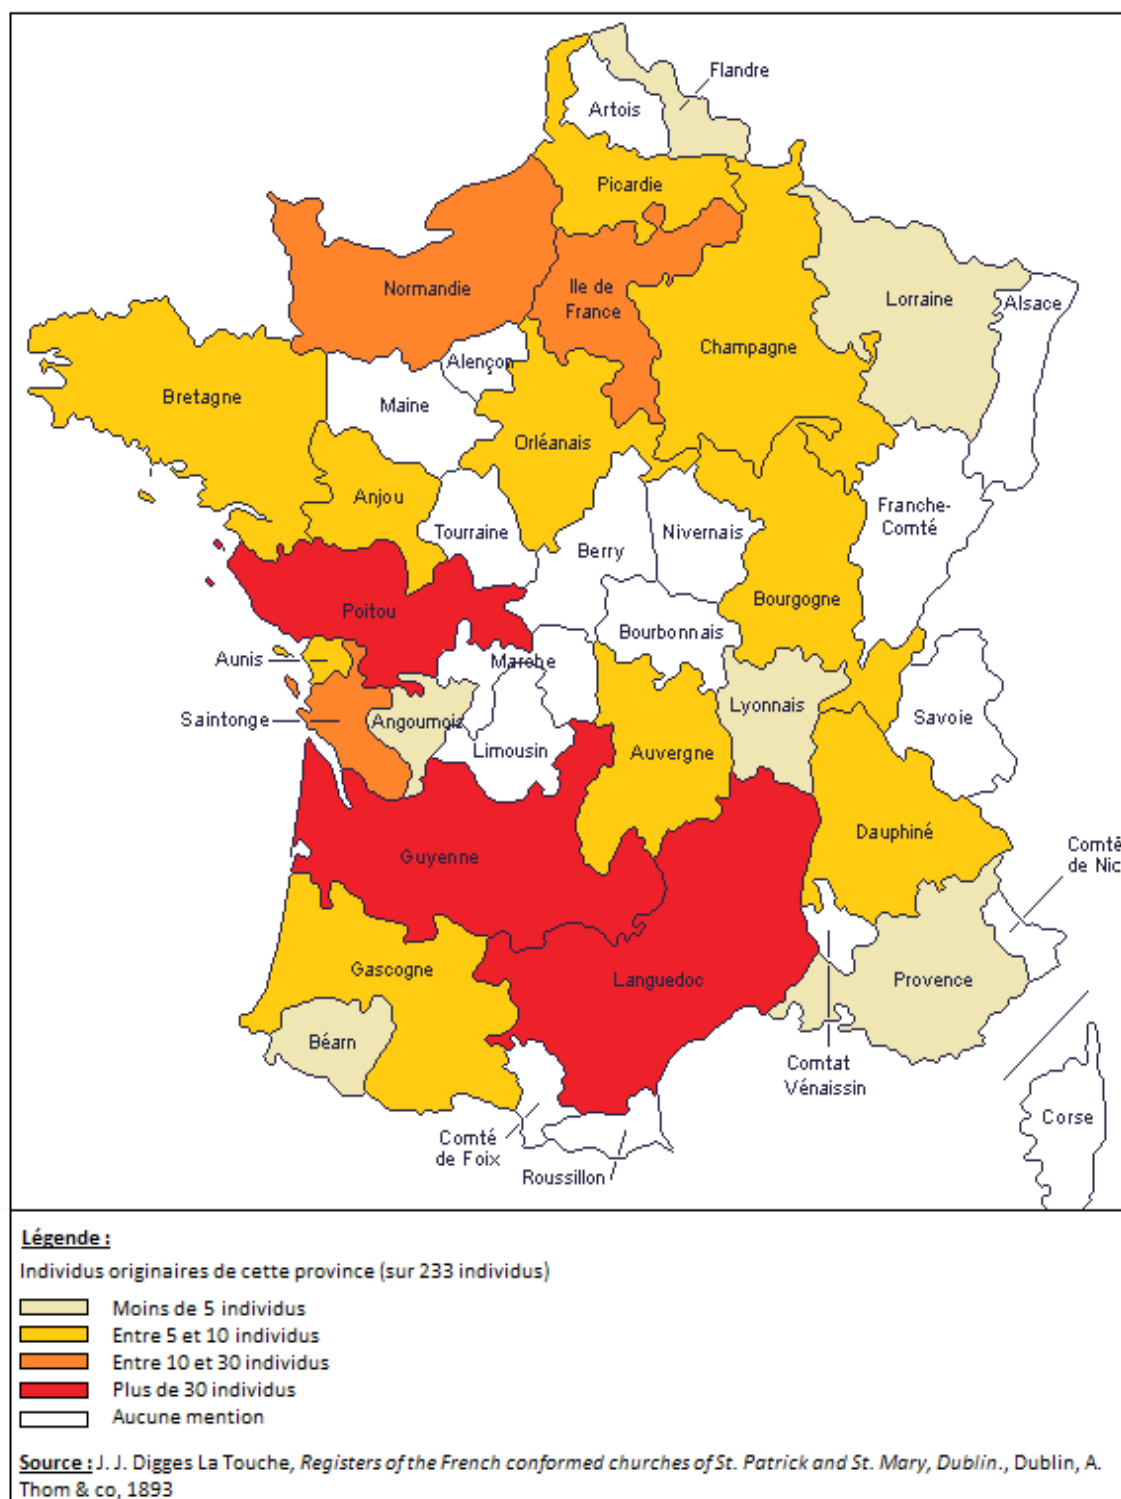 Flandre
Artois
Picardie
Normandie
Ile de
France
Lorraine
Alsace
Champagne
Alençon
Bretagne
Maine
Orléanais
Anjou
Tourraine
Nivernais
Franche-
Comté
Berry
Poitou
Bourgogne
Bourbonnais
Aunis
Marche
Saintonge
Angoumois
Lyonnais
Savoie
Limousin
Auvergne
Dauphiné
Guyenne
Comté
de Nic
Gascogne
Languedoc
Provence
Béarn
Comtat
Vénaissin
Corse
Comté
de Foix
Roussillon
Légende :
Individus originaires de cette province (sur 233 individus)
Moins de 5 individus
Entre 5 et 10 individus
Entre 10 et 30 individus
Plus de 30 individus
Aucune mention
Source : J. J. Digges La Touche, Registers of the French conformed churches of St. Patrick and St. Mary, Dublin., Dublin, A.
Thom & co, 1893